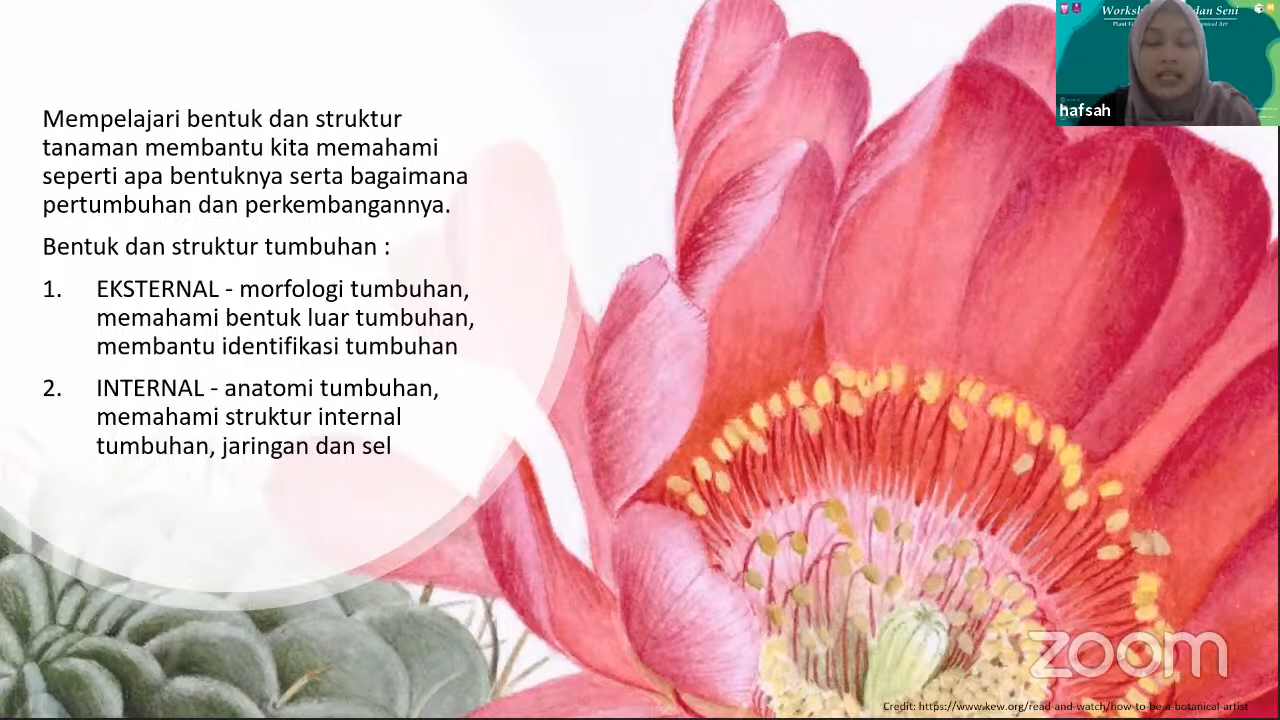 Mempelajari bentuk dan struktur
tanaman membantu kita memahami
seperti apa bentuknya serta bagaimana
pertumbuhan dan perkembangannya.
Bentuk dan struktur tumbuhan :
1. EKSTERNAL - morfologi tumbuhan,
memahami bentuk luar tumbuhan,
membantu identifikasi tumbuhan
2. INTERNAL - anatomi tumbuhan,
memahami struktur internal
tumbuhan, jaringan dan sel
dan Seni
hafsah
zoom
Credit: https://www.kew.org/read-and-watch/how-to-be-a-botanical-artist